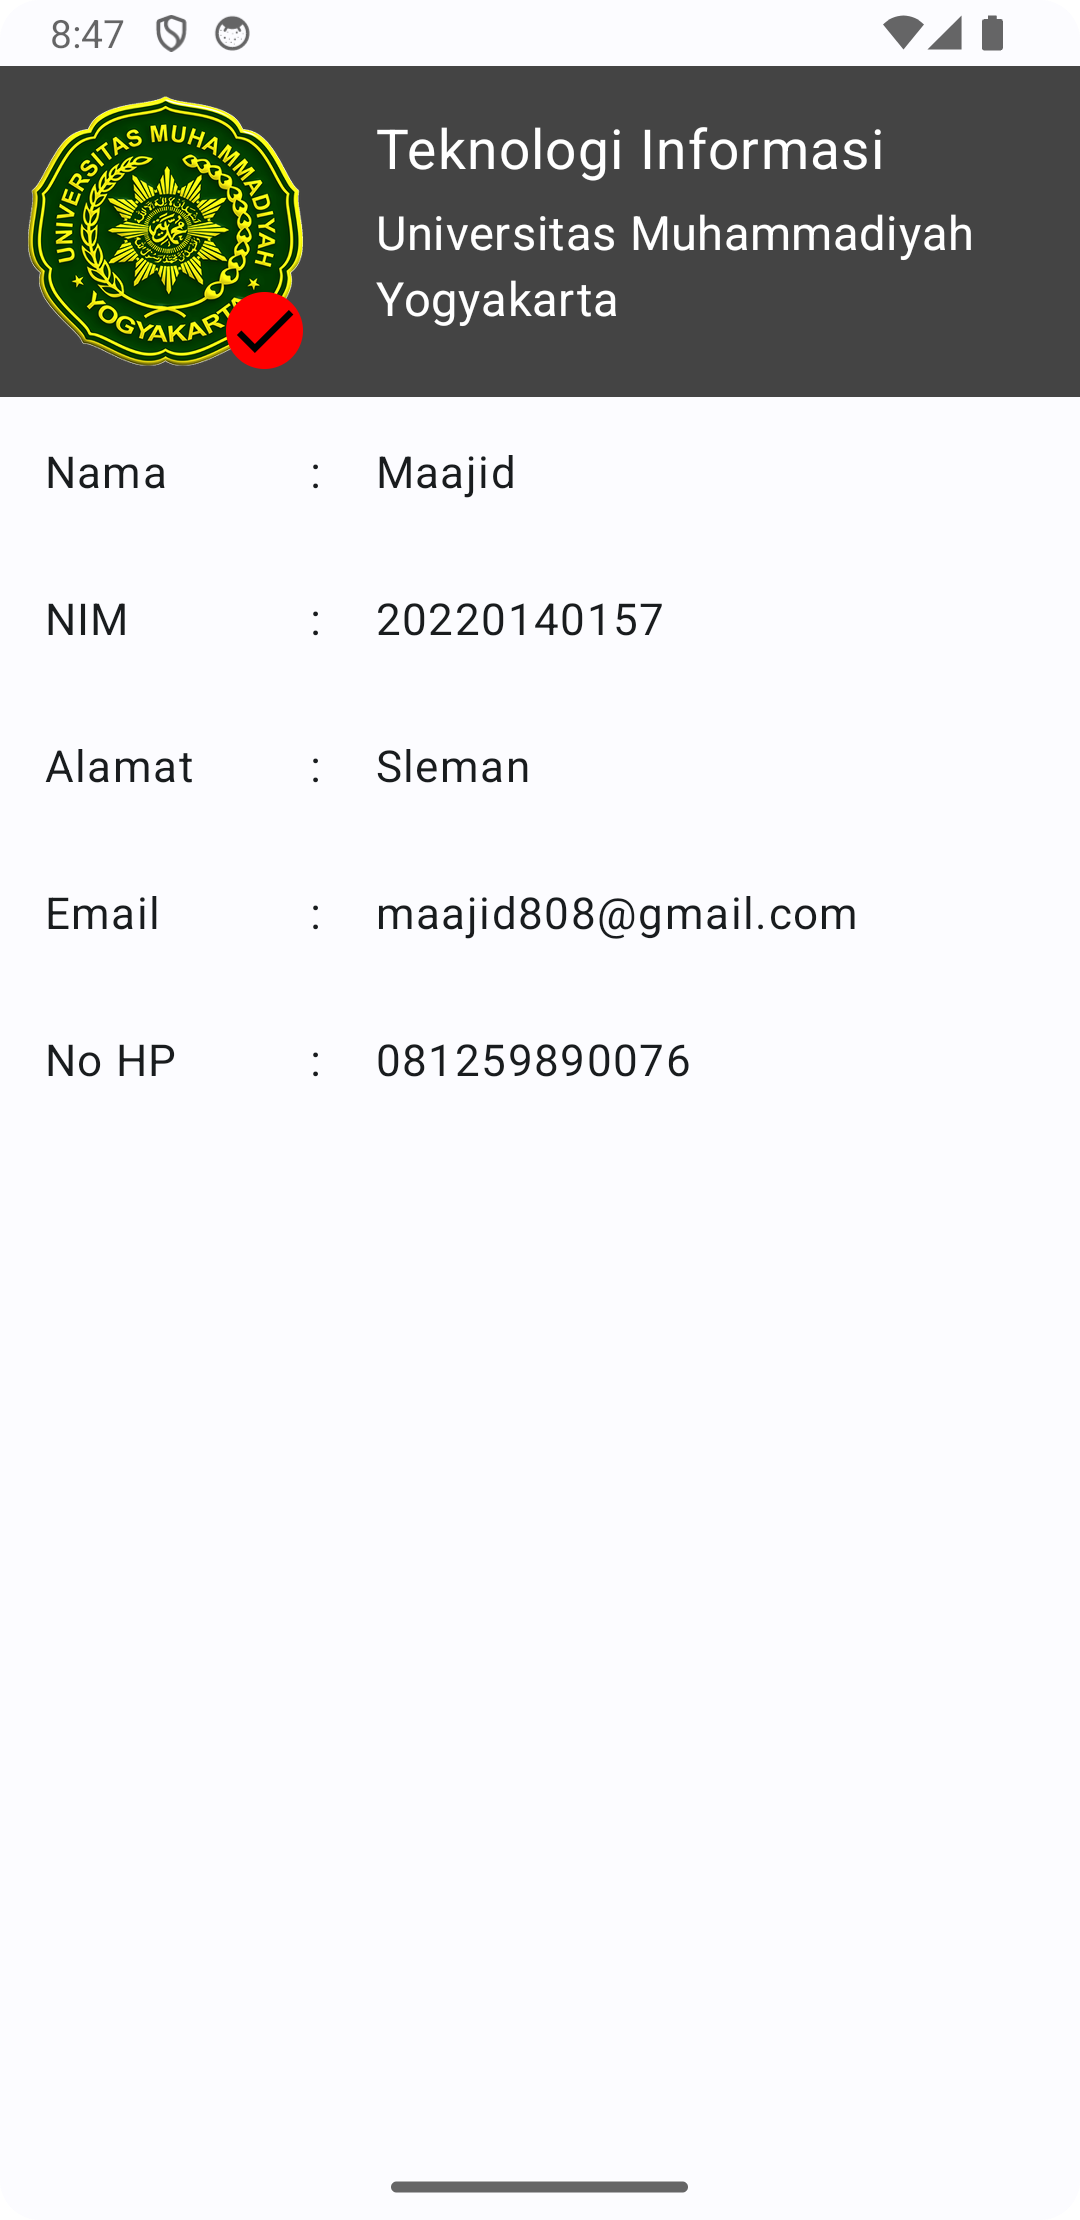 8:47
UNIVERSITAS MUHAMMADIYAH
YOGYAKARTA
Teknologi Informasi
Universitas Muhammadiyah
Yogyakarta
Nama : Maajid
NIM : 20220140157
Alamat : Sleman
Email : maajid808@gmail.com
No HP : 081259890076